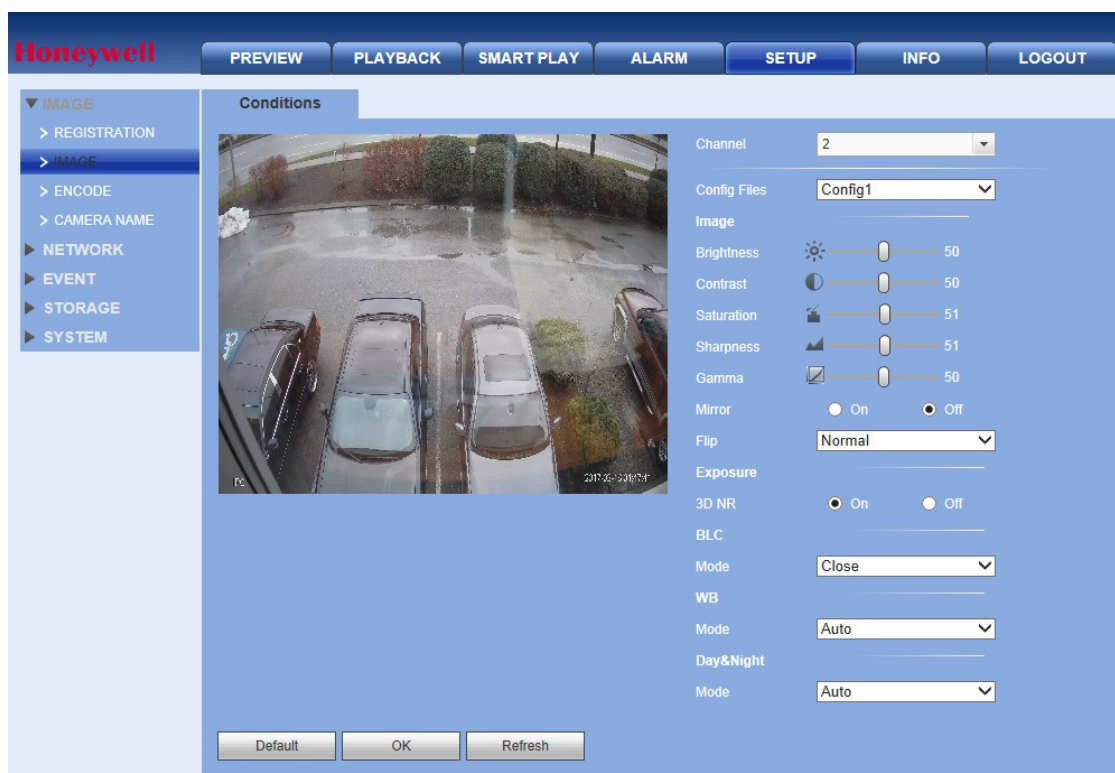 Honeywell
PREVIEW
PLAYBACK
SMART PLAY
ALARM
SETUP
INFO
LOGOUT
IMAGE
> REGISTRATION
> IMAGE
> ENCODE
> CAMERA NAME
NETWORK
EVENT
STORAGE
SYSTEM
Conditions
Channel 2
Config Files Config1
Image
Brightness 50
Contrast 50
Saturation 51
Sharpness 51
Gamma 50
Mirror On Off
Flip Normal
Exposure
3D NR On Off
BLC
Mode Close
WB
Mode Auto
Day&Night
Mode Auto
Default OK Refresh